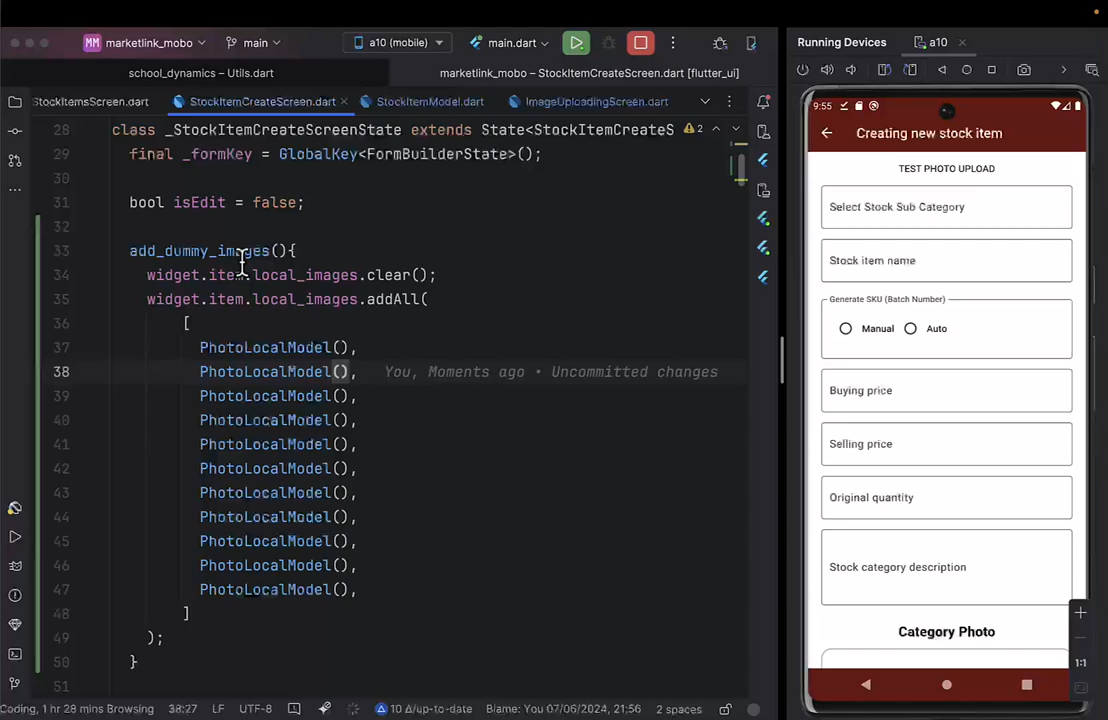 MM marketlink_mobo main a10 (mobile) main.dart
school_dynamics – Utils.dart marketlink_mobo – StockItemCreateScreen.dart [flutter_ui]
StockItemsScreen.dart StockItemCreateScreen.dart StockItemModel.dart ImageUploadingScreen.dart
28 class _StockItemCreateScreenState extends State<StockItemCreateS 2
29 final _formKey = GlobalKey<FormBuilderState>();
30
31 bool isEdit = false;
32
33 add_dummy_images(){
34 widget.item.local_images.clear();
35 widget.item.local_images.addAll(
36 [
37 PhotoLocalModel(),
38 PhotoLocalModel(), You, Moments ago • Uncommitted changes
39 PhotoLocalModel(),
40 PhotoLocalModel(),
41 PhotoLocalModel(),
42 PhotoLocalModel(),
43 PhotoLocalModel(),
44 PhotoLocalModel(),
45 PhotoLocalModel(),
46 PhotoLocalModel(),
47 PhotoLocalModel(),
48 ]
49 );
50 }
51
Coding, 1 hr 28 mins Browsing 38:27 LF UTF-8 Blame: You 07/06/2024, 21:56 2 spaces
Running Devices a10
9:55
Creating new stock item
TEST PHOTO UPLOAD
Select Stock Sub Category
Stock item name
Generate SKU (Batch Number)
Manual Auto
Buying price
Selling price
Original quantity
Stock category description
Category Photo
1:1